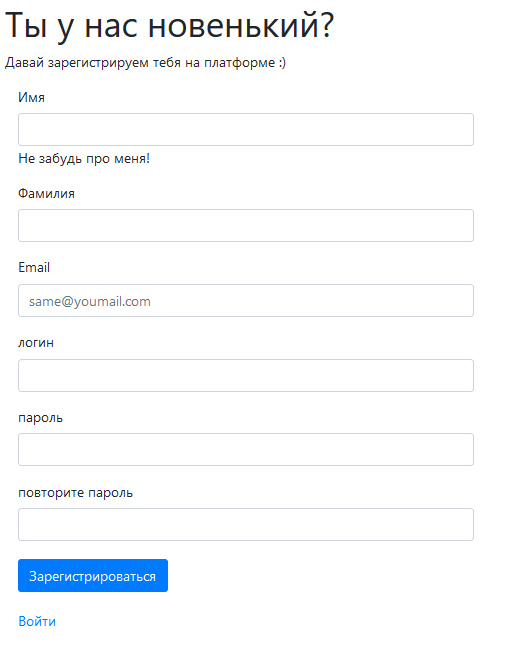 Ты у нас новенький?
Давай зарегистрируем тебя на платформе :)
Имя
Не забудь про меня!
Фамилия
Email
same@youmail.com
логин
пароль
повторите пароль
Зарегистрироваться
Войти